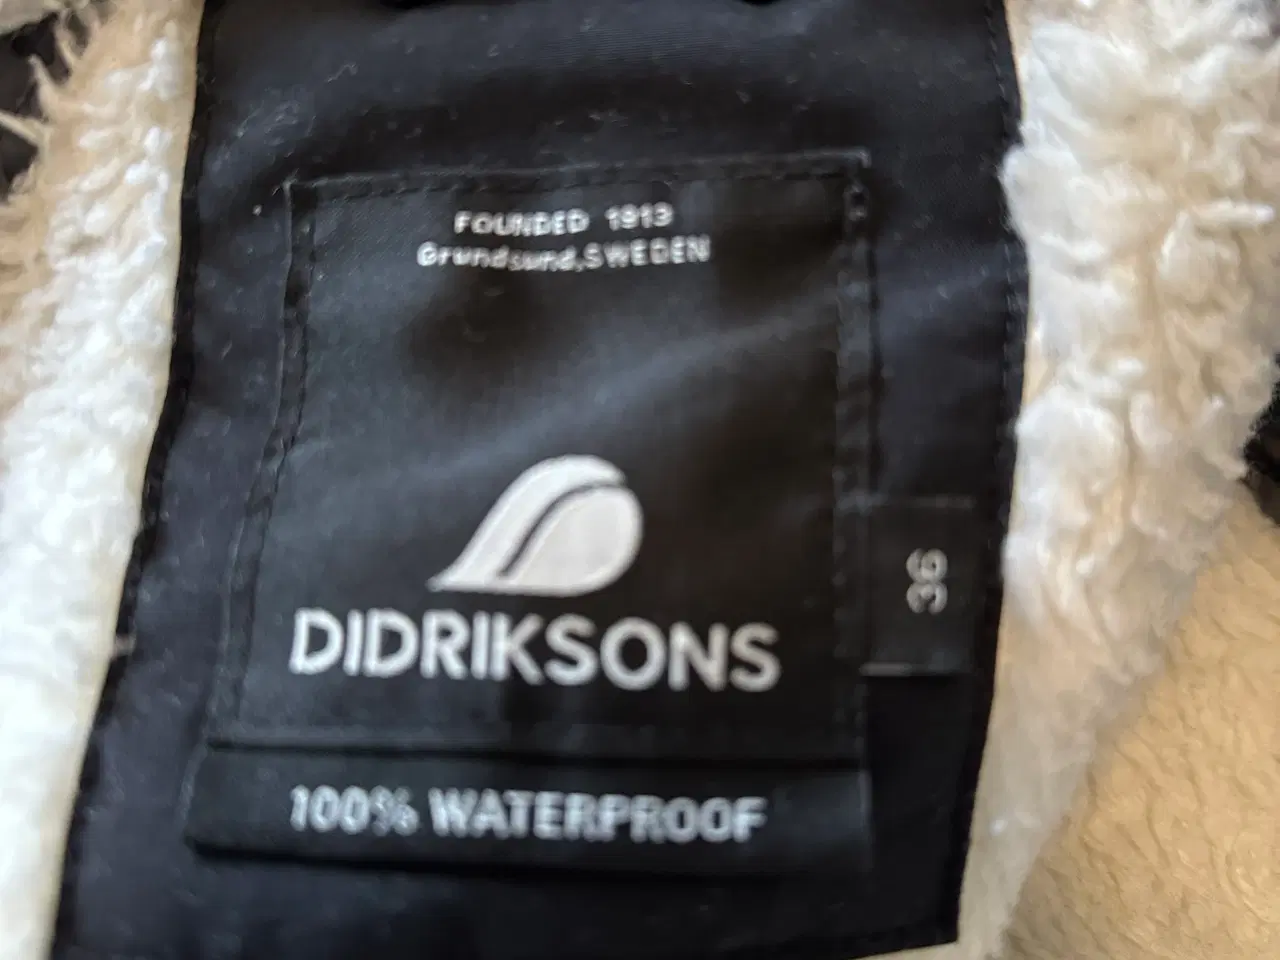 FOUNDED 1913
Grundsund,SWEDEN
DIDRIKSONS
36
100% WATERPROOF